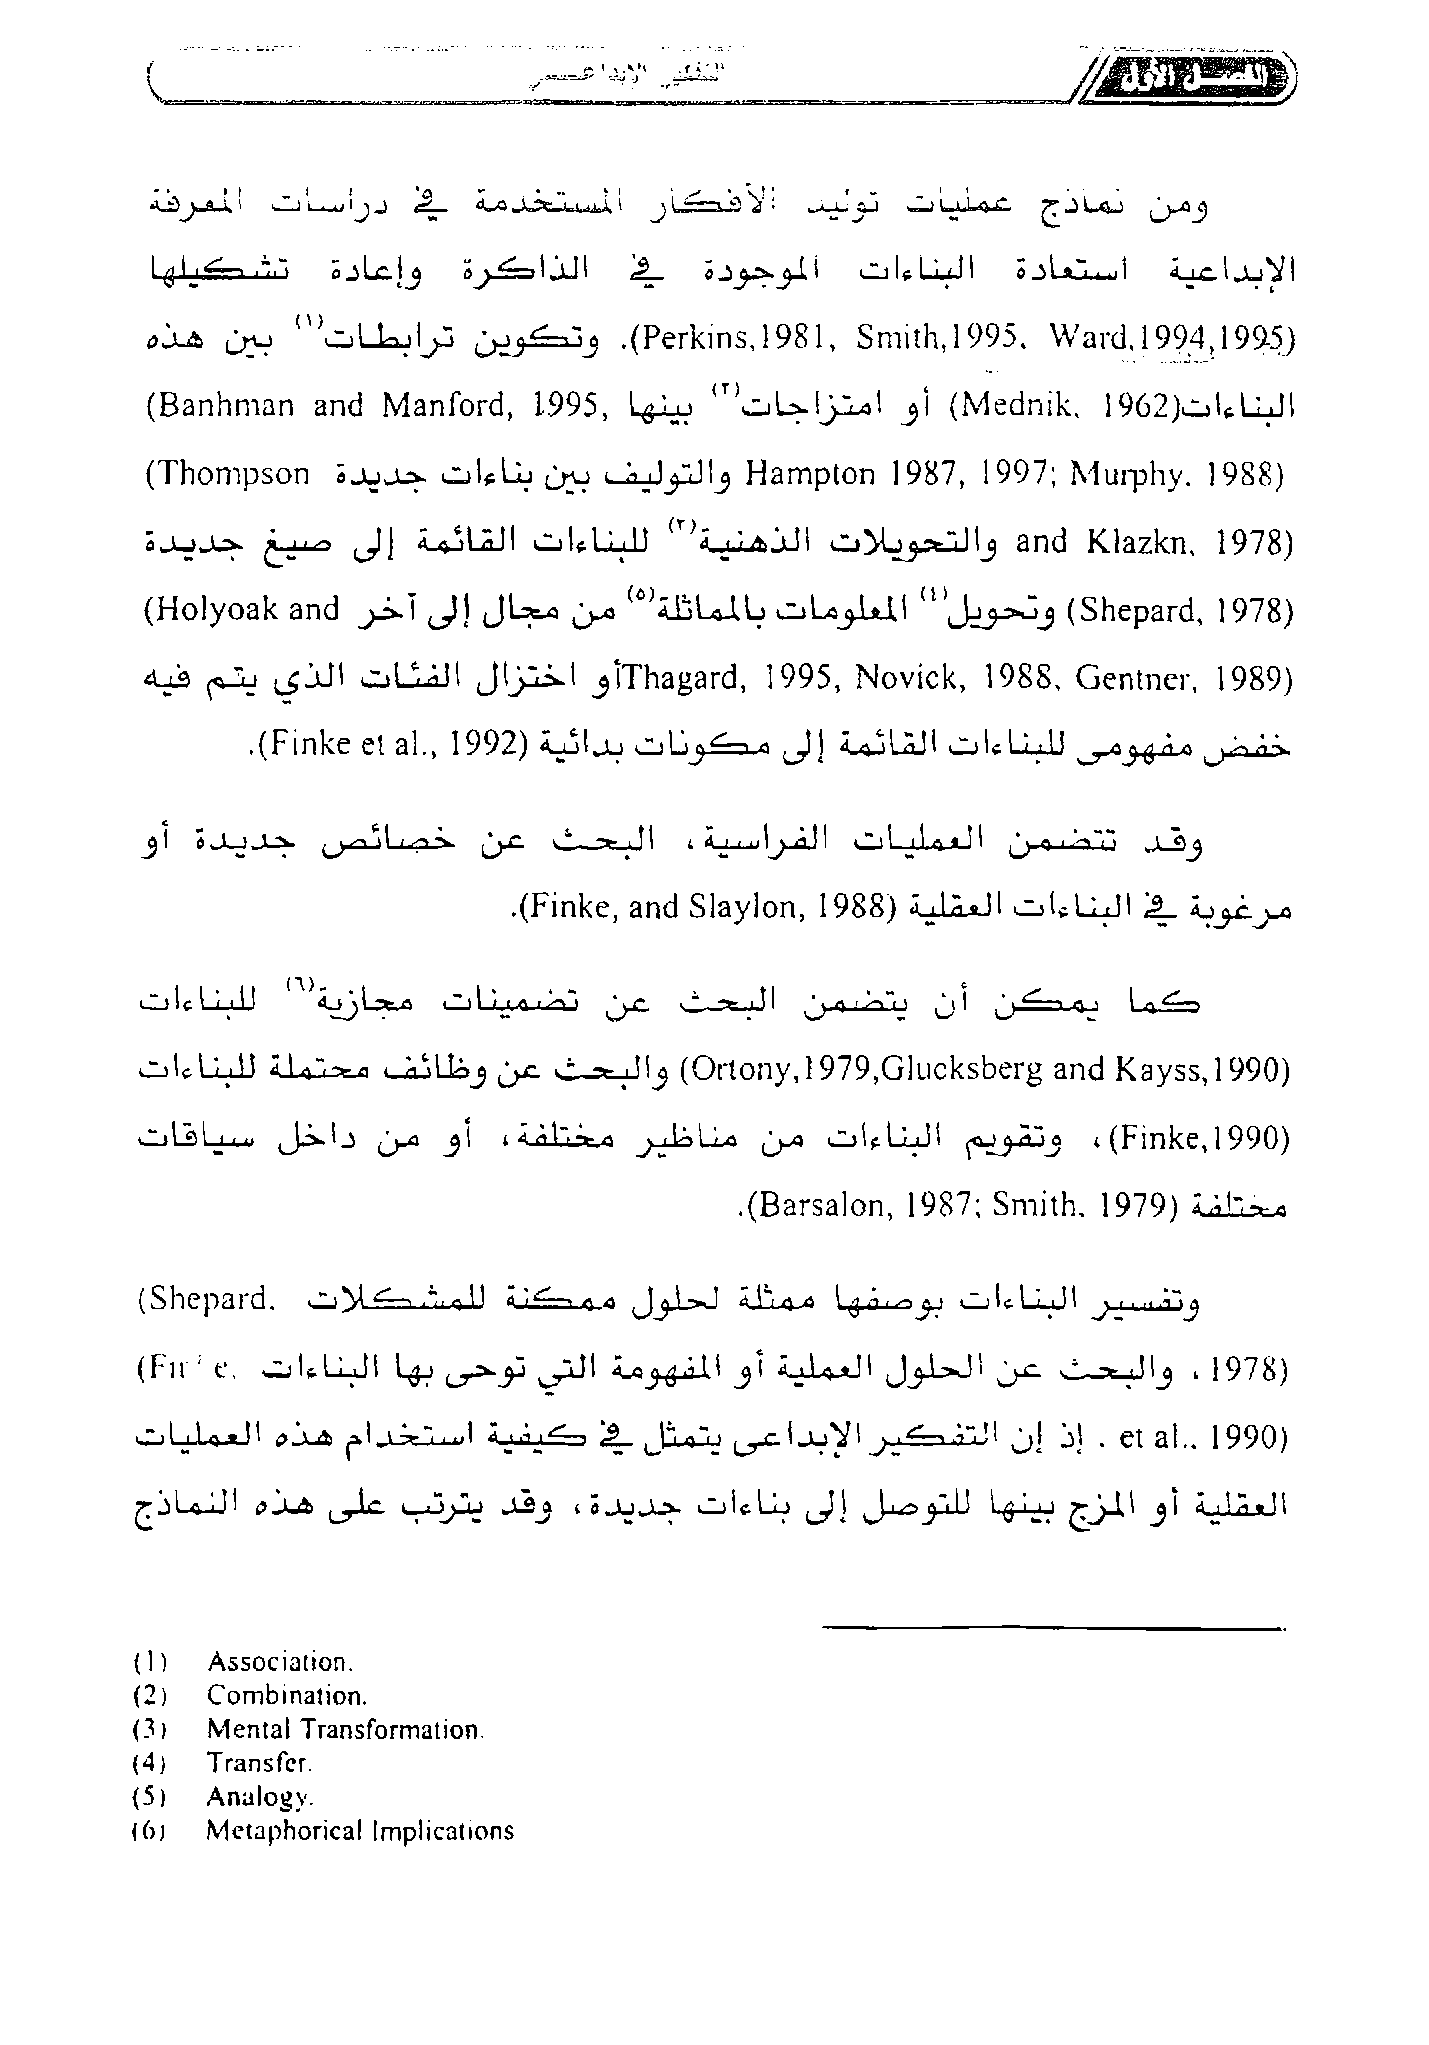 الفصل الأول
التفكير الإبداعي
ومن نماذج عمليات توليد الأفكار المستخدمة في دراسات المعرفة
الإبداعية استعادة البناءات الموجودة في الذاكرة وإعادة تشكيلها
(Perkins,1981, Smith,1995, Ward,1994,1995). وتكوين ترابطات(١) بين هذه
البناءات(Mednik, 1962) أو امتزاجات(٢) بينها (Banhman and Manford, 1995,
Hampton 1987, 1997; Murphy. 1988) والتوليف بين بناءات جديدة (Thompson
and Klazkn, 1978) والتحويلات الذهنية(٣) للبناءات القائمة إلى صيغ جديدة
(Shepard, 1978) وتحويل(٤) المعلومات بالمماثلة(٥) من مجال إلى آخر (Holyoak and
Thagard, 1995, Novick, 1988, Gentner, 1989)أو اختزال الفئات الذي يتم فيه
خفض مفهومى للبناءات القائمة إلى مكونات بدائية (Finke et al., 1992).
وقد تتضمن العمليات الفراسية، البحث عن خصائص جديدة أو
مرغوبة في البناءات العقلية (Finke, and Slaylon, 1988).
كما يمكن أن يتضمن البحث عن تضمينات مجازية(٦) للبناءات
(Ortony,1979,Glucksberg and Kayss,1990) والبحث عن وظائف محتملة للبناءات
(Finke,1990)، وتقويم البناءات من مناظير مختلفة، أو من داخل سياقات
مختلفة (Barsalon, 1987; Smith, 1979).
وتفسير البناءات بوصفها ممثلة لحلول ممكنة للمشكلات (Shepard,
1978)، والبحث عن الحلول العملية أو المفهومة التي توحى بها البناءات
et al., 1990) . إذ إن التفكير الإبداعى يتمثل في كيفية استخدام هذه العمليات
العقلية أو المزج بينها للتوصل إلى بناءات جديدة، وقد يترتب على هذه النماذج
(1) Association.
(2) Combination.
(3) Mental Transformation.
(4) Transfer.
(5) Analogy.
(6) Metaphorical Implications